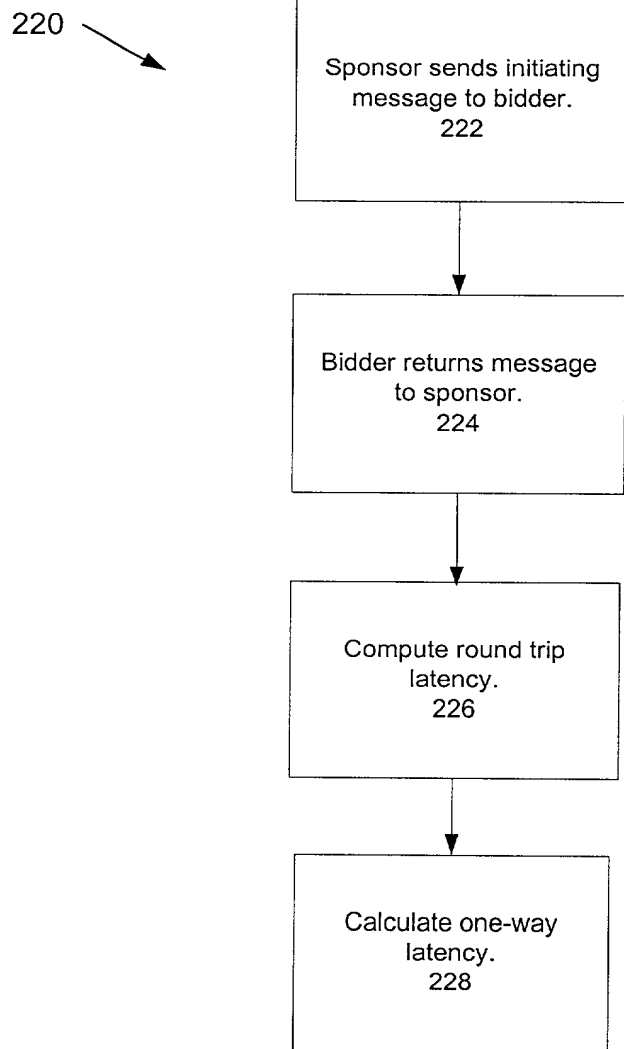 220
Sponsor sends initiating
message to bidder.
222
Bidder returns message
to sponsor.
224
Compute round trip
latency.
226
Calculate one-way
latency.
228